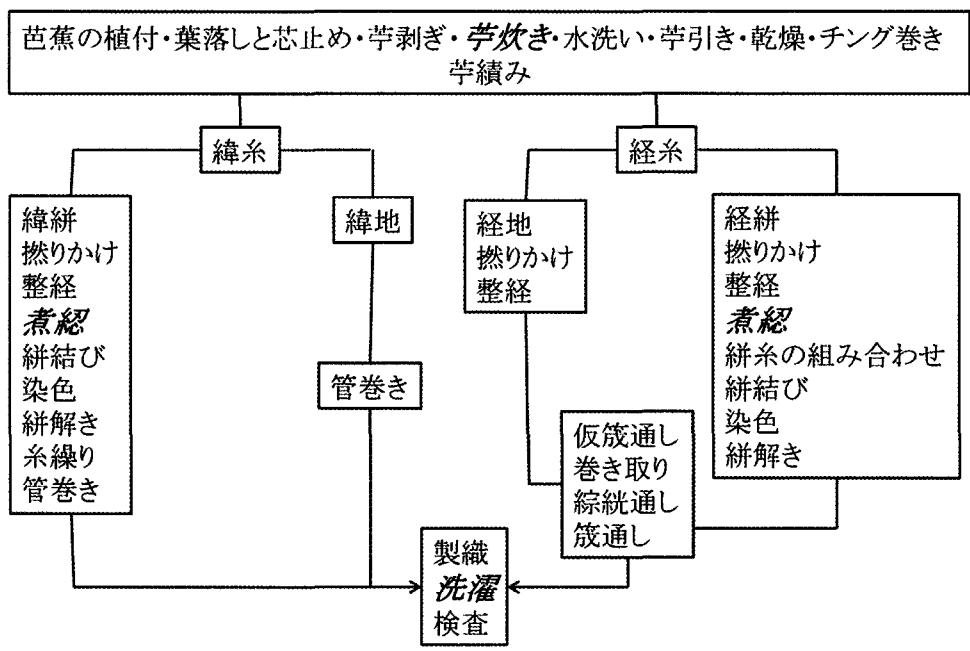 芭蕉の植付・葉落しと芯止め・苧剥ぎ・苧炊き・水洗い・苧引き・乾燥・チング巻き
苧績み
緯糸
経糸
緯絣
撚りかけ
整経
煮綛
絣結び
染色
絣解き
糸繰り
管巻き
緯地
管巻き
経地
撚りかけ
整経
経絣
撚りかけ
整経
煮綛
絣糸の組み合わせ
絣結び
染色
絣解き
仮筬通し
巻き取り
綜絖通し
筬通し
製織
洗濯
検査